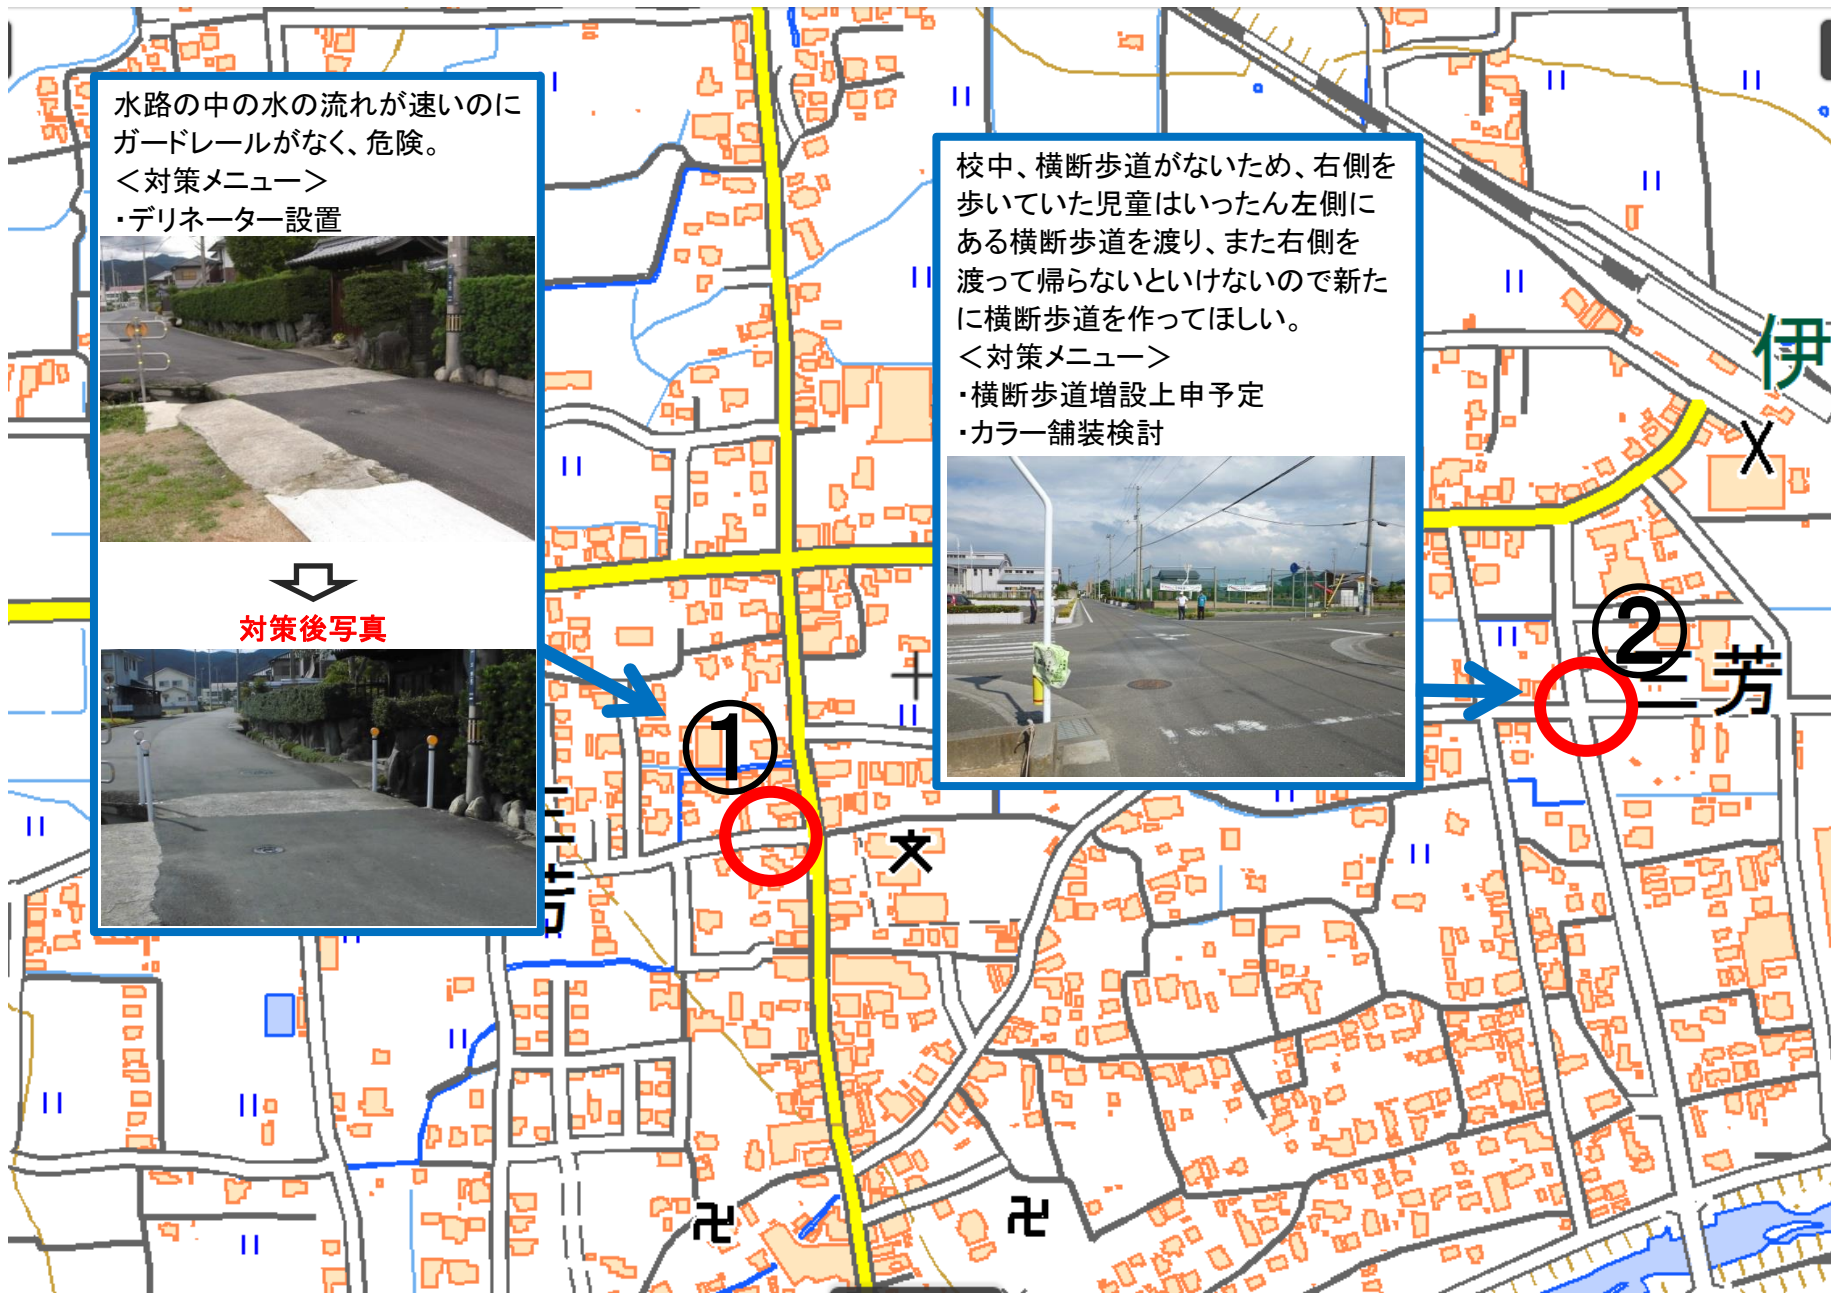 水路の中の水の流れが速いのに
ガードレールがなく、危険。
＜対策メニュー＞
・デリネーター設置
対策後写真
校中、横断歩道がないため、右側を
歩いていた児童はいったん左側に
ある横断歩道を渡り、また右側を
渡って帰らないといけないので新た
に横断歩道を作ってほしい。
＜対策メニュー＞
・横断歩道増設上申予定
・カラー舗装検討
伊
①
②
三芳
文